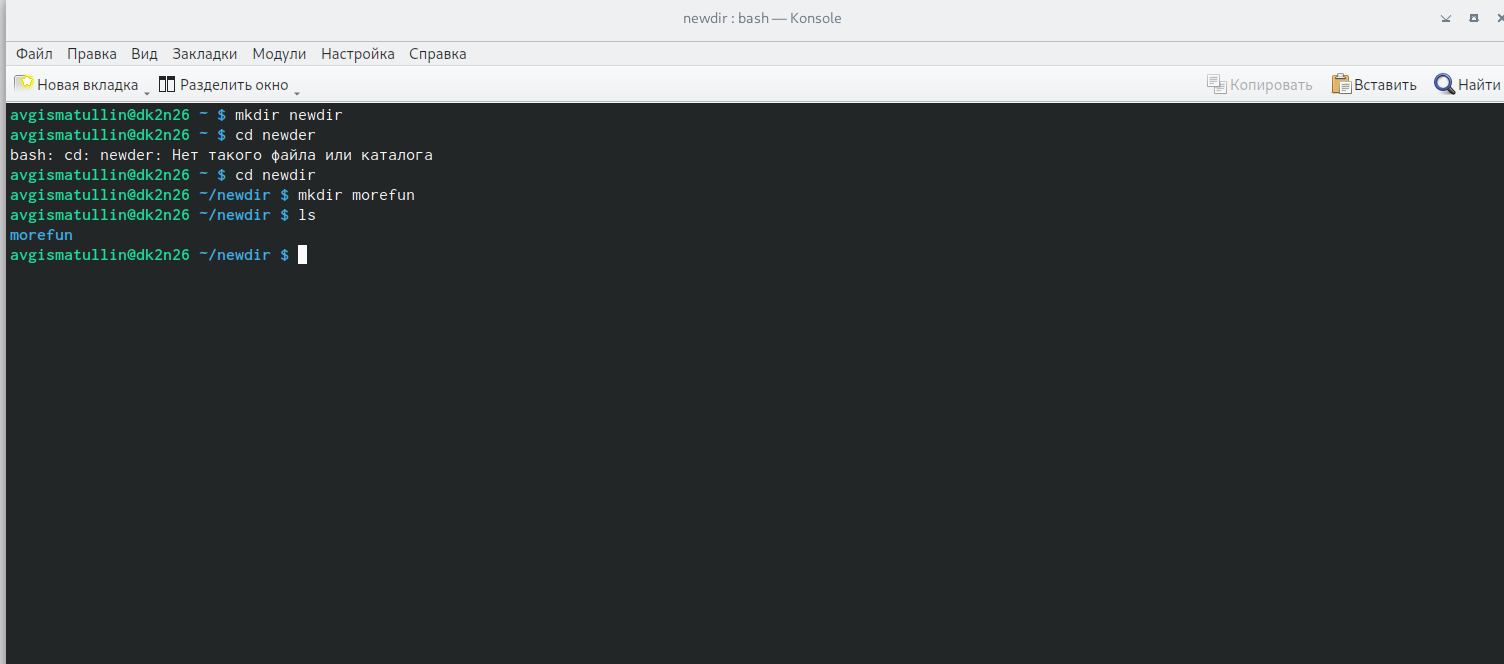 newdir : bash — Konsole
Файл Правка Вид Закладки Модули Настройка Справка
Новая вкладка Разделить окно Копировать Вставить Найти
avgismatullin@dk2n26 ~ $ mkdir newdir
avgismatullin@dk2n26 ~ $ cd newder
bash: cd: newder: Нет такого файла или каталога
avgismatullin@dk2n26 ~ $ cd newdir
avgismatullin@dk2n26 ~/newdir $ mkdir morefun
avgismatullin@dk2n26 ~/newdir $ ls
morefun
avgismatullin@dk2n26 ~/newdir $